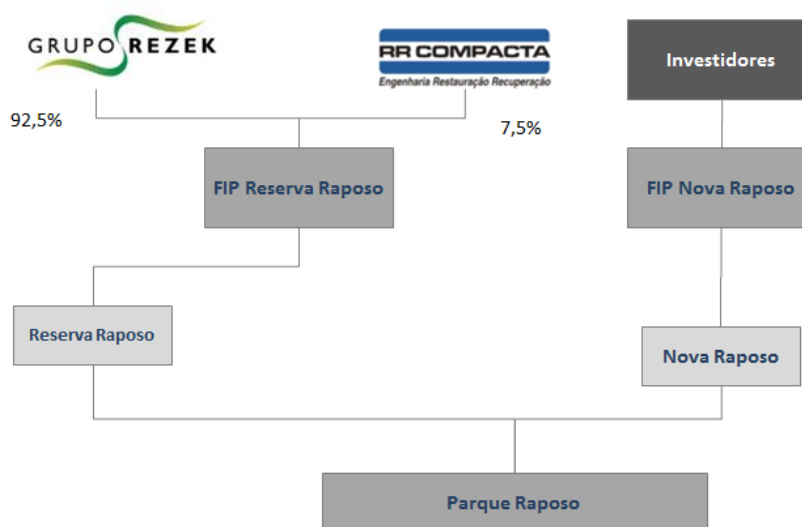 GRUPO REZEK
RR COMPACTA
Engenharia Restauração Recuperação
Investidores
92,5%
7,5%
FIP Reserva Raposo
FIP Nova Raposo
Reserva Raposo
Nova Raposo
Parque Raposo